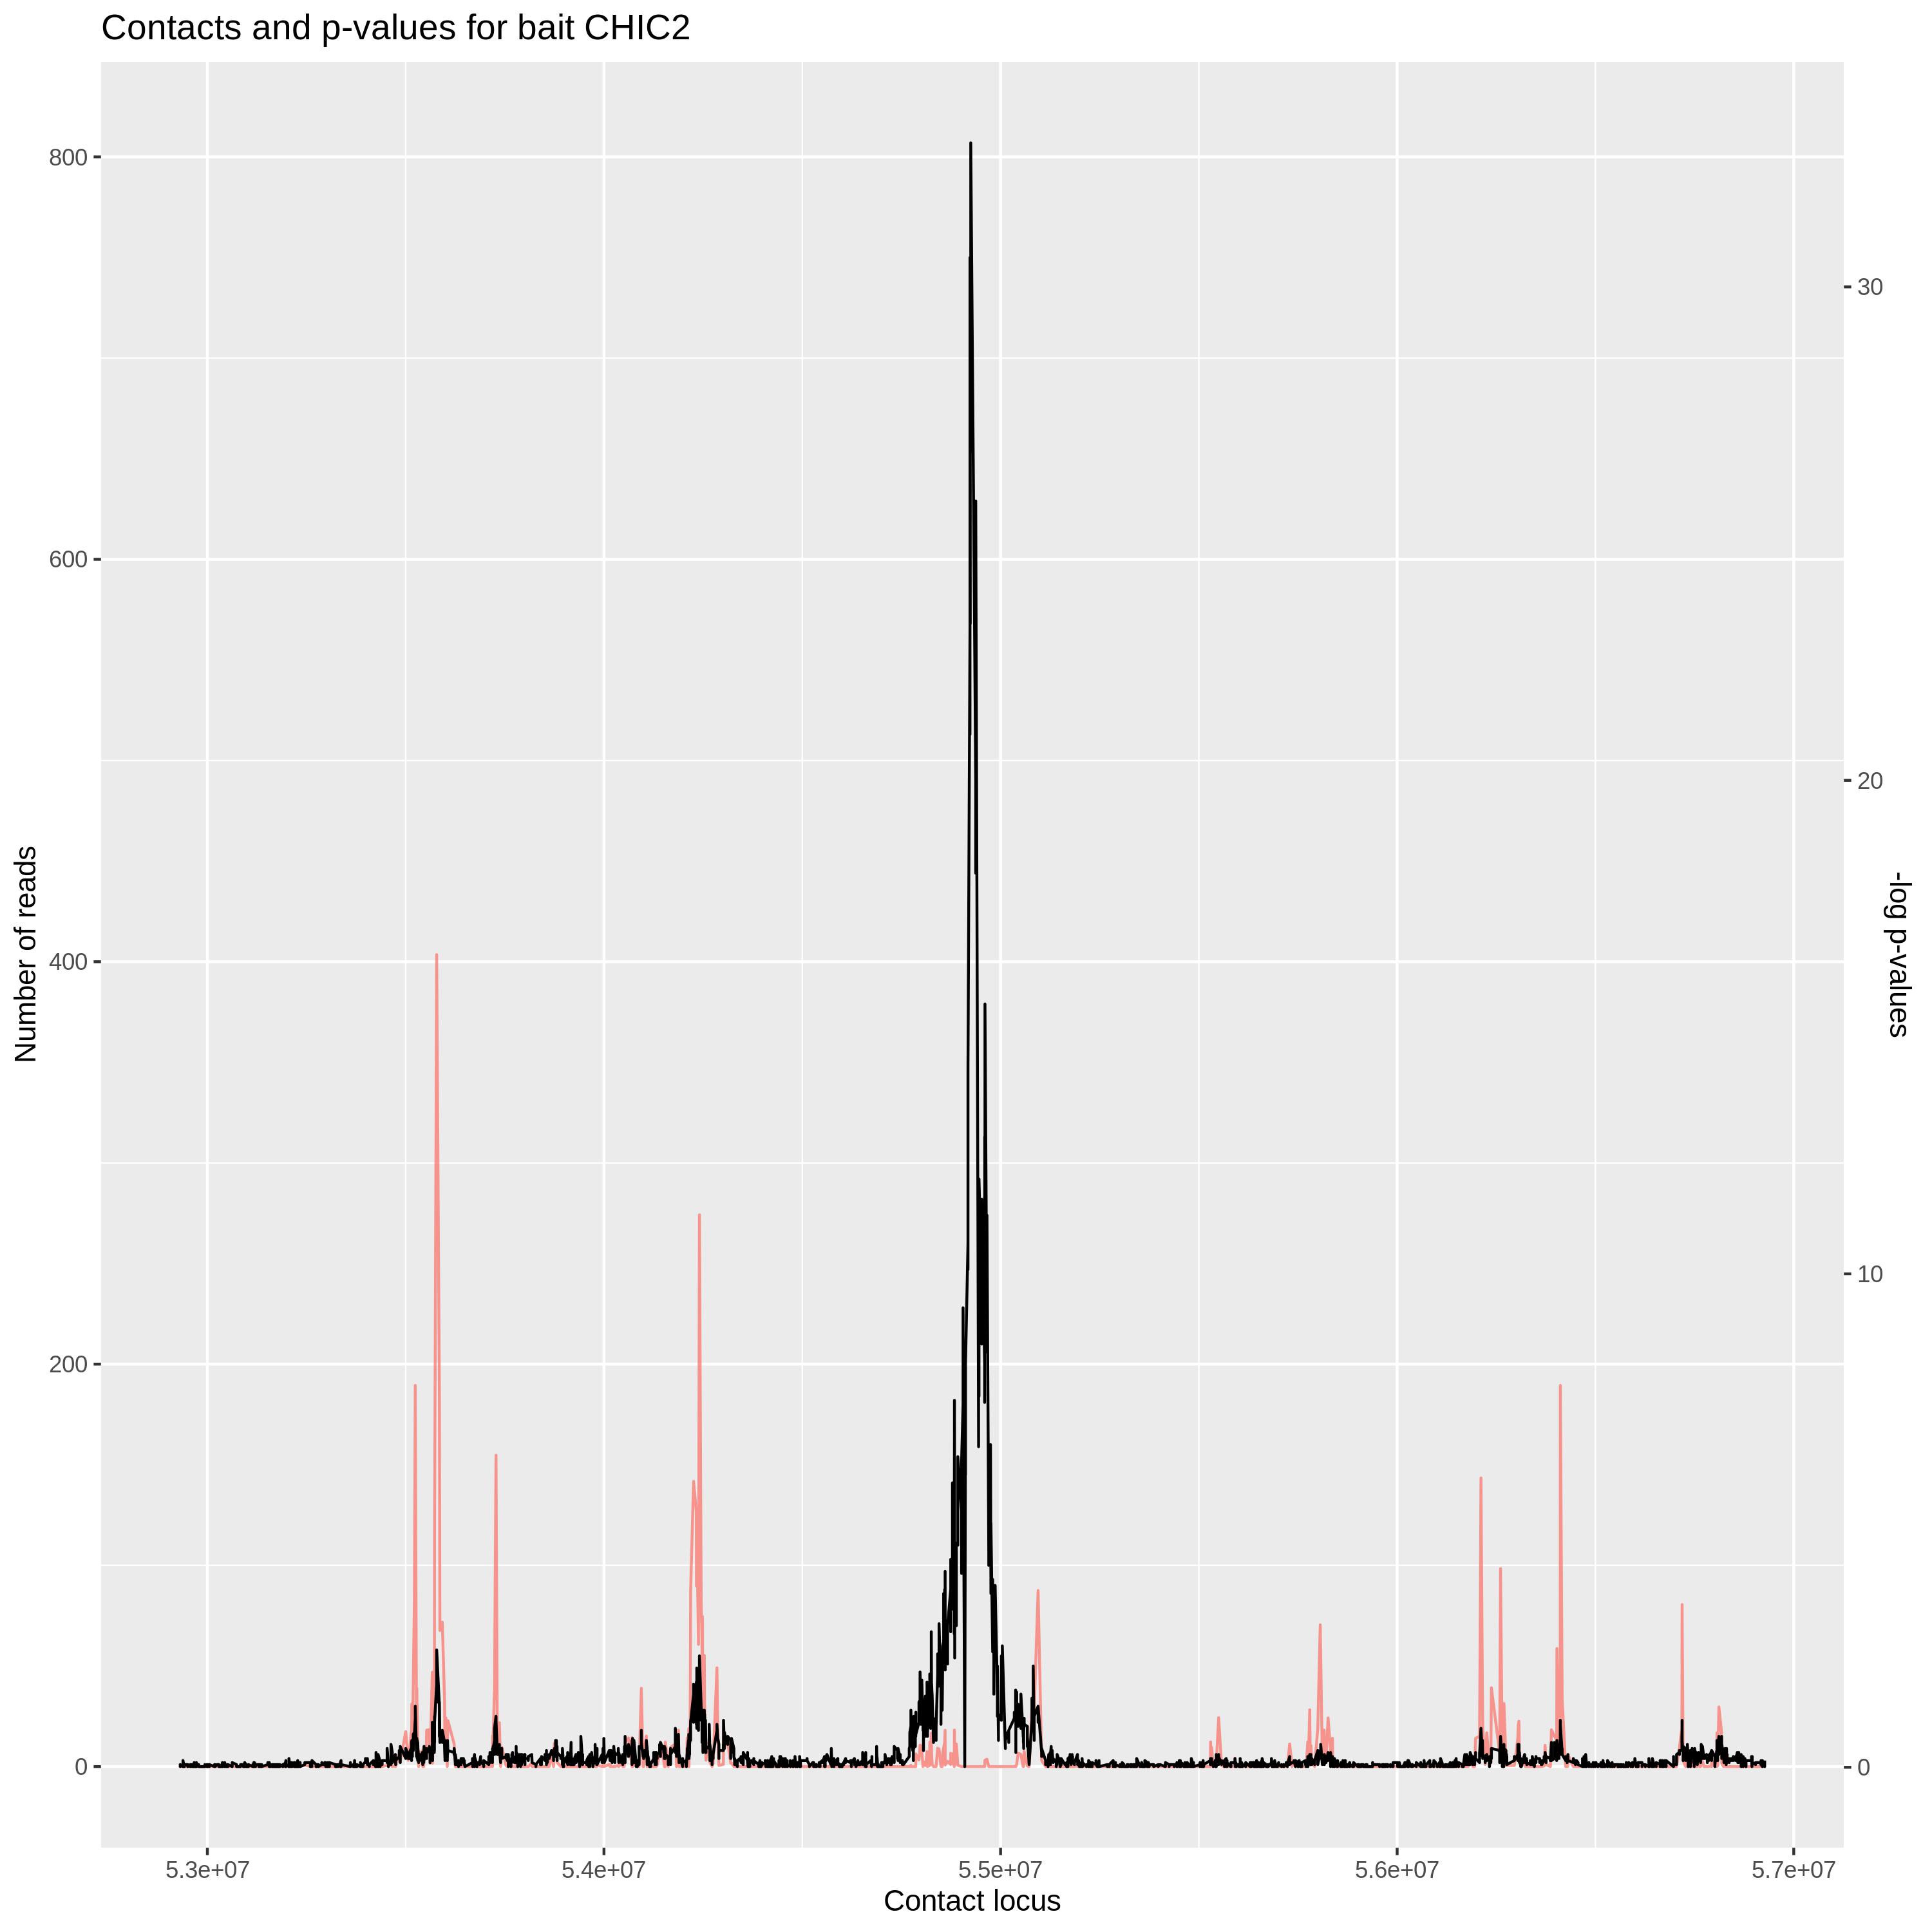 Contacts and p-values for bait CHIC2
800
600
400
200
0
Number of reads
30
20
10
0
-log p-values
5.3e+07
5.4e+07
5.5e+07
5.6e+07
5.7e+07
Contact locus